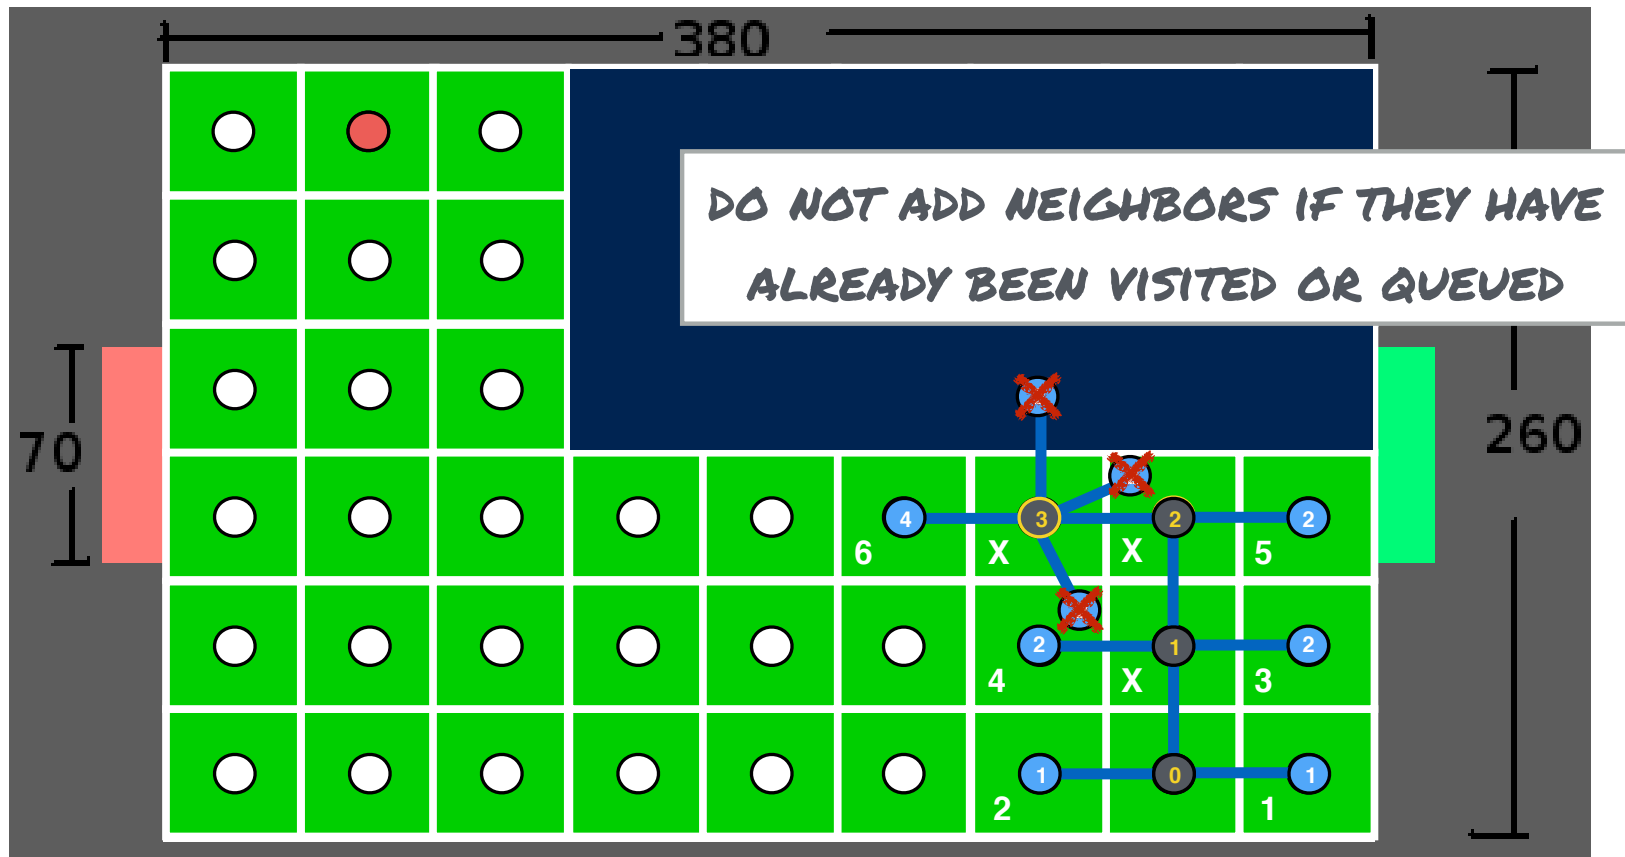 380
DO NOT ADD NEIGHBORS IF THEY HAVE
ALREADY BEEN VISITED OR QUEUED
70
260
4 3 2 2
6 X X 5
2 1 2
4 X 3
1 0 1
2 1